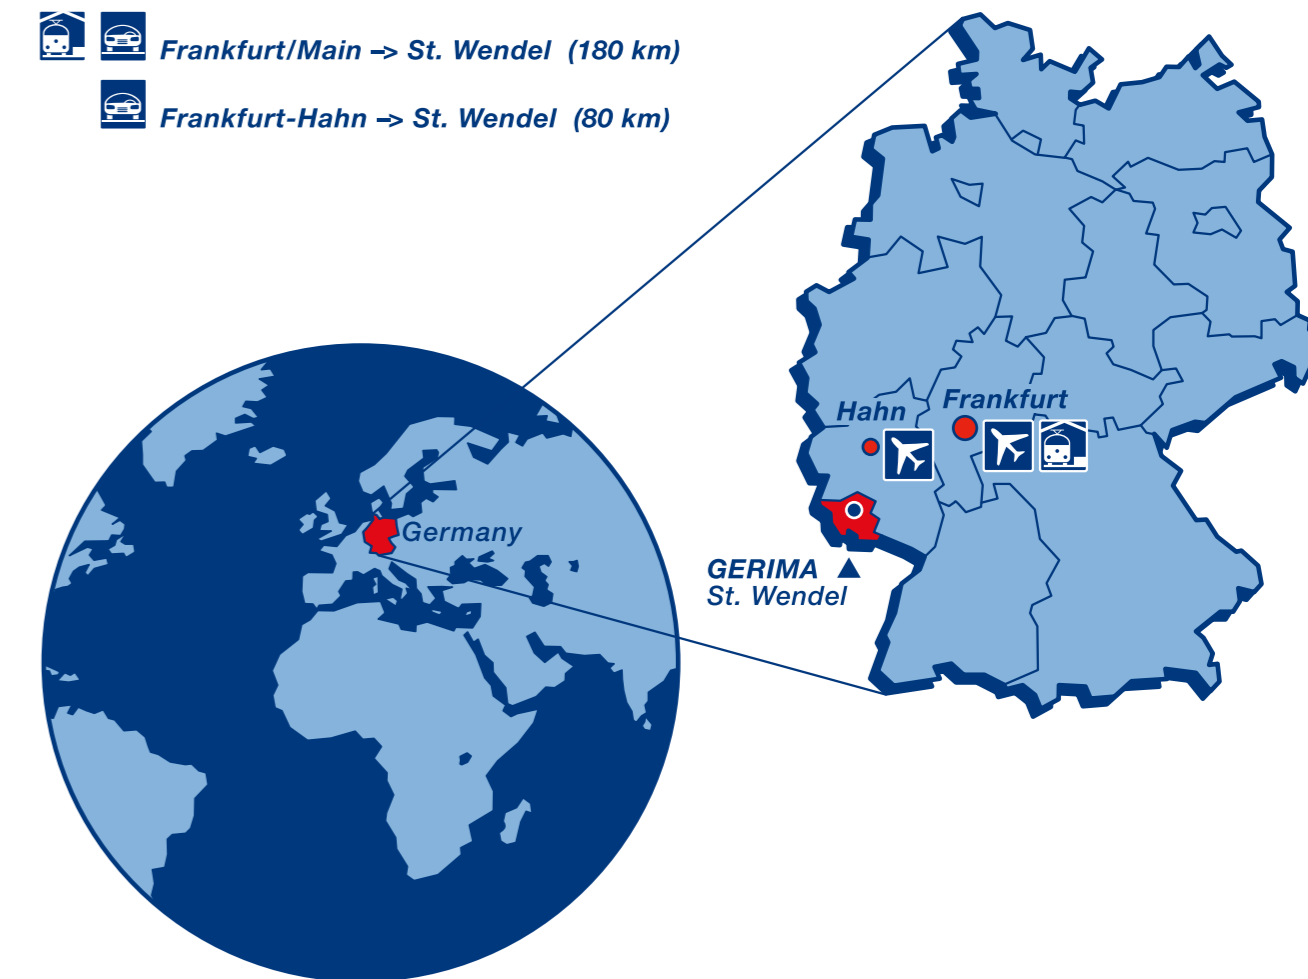 Frankfurt/Main –> St. Wendel (180 km)
Frankfurt-Hahn –> St. Wendel (80 km)
Hahn
Frankfurt
Germany
GERIMA
St. Wendel